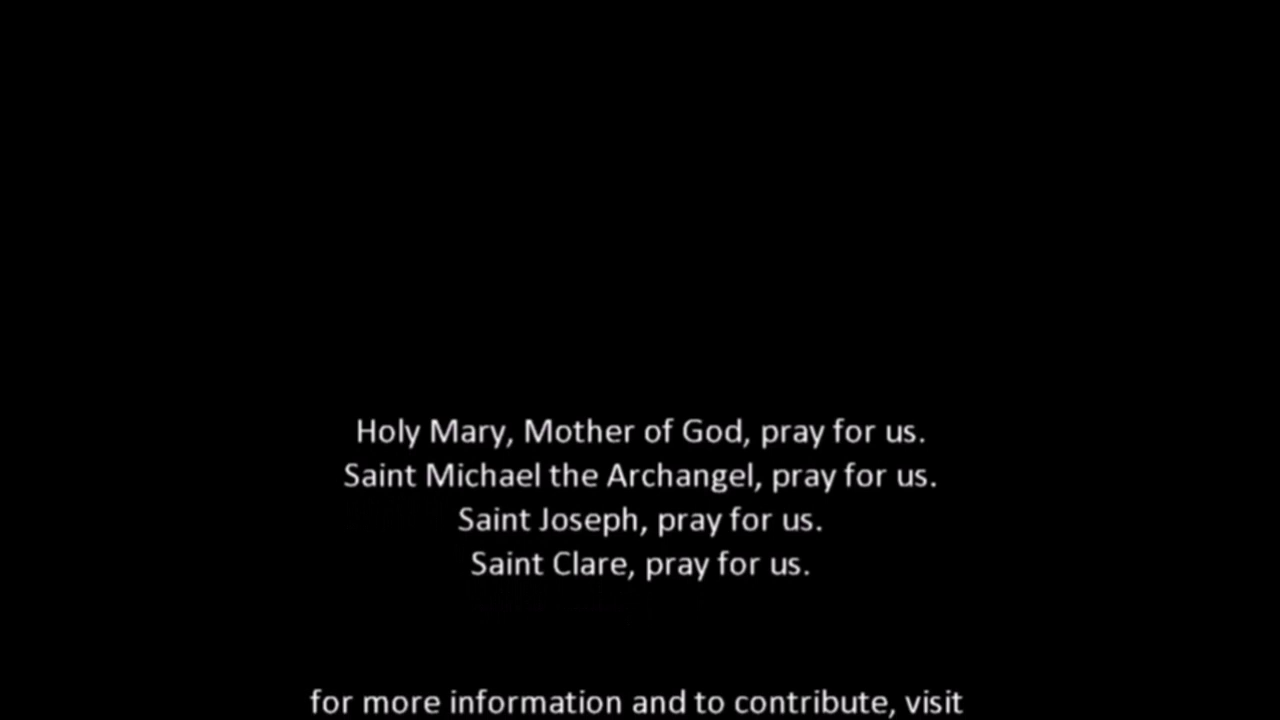 Holy Mary, Mother of God, pray for us.
Saint Michael the Archangel, pray for us.
Saint Joseph, pray for us.
Saint Clare, pray for us.
for more information and to contribute, visit